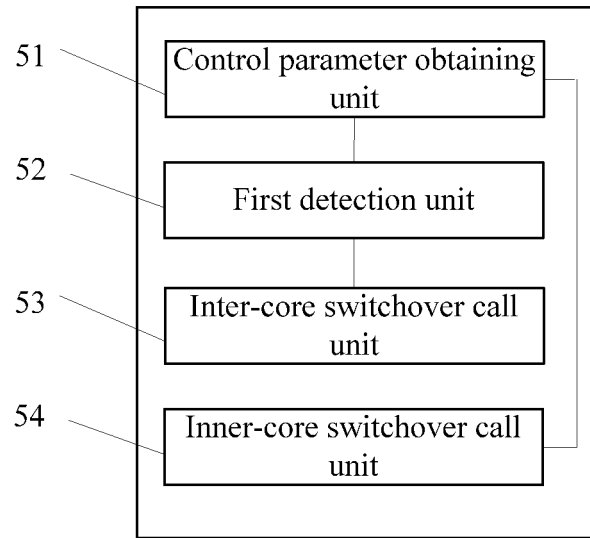 51
Control parameter obtaining
unit
52
First detection unit
53
Inter-core switchover call
unit
54
Inner-core switchover call
unit